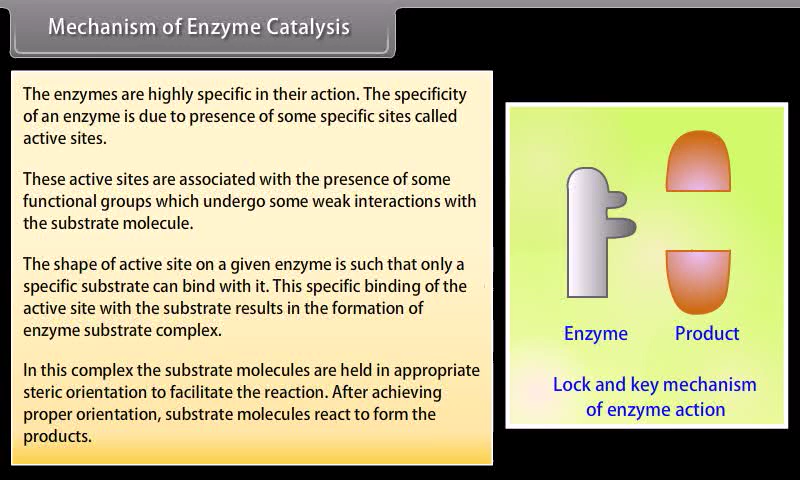 Mechanism of Enzyme Catalysis
The enzymes are highly specific in their action. The specificity
of an enzyme is due to presence of some specific sites called
active sites.
These active sites are associated with the presence of some
functional groups which undergo some weak interactions with
the substrate molecule.
The shape of active site on a given enzyme is such that only a
specific substrate can bind with it. This specific binding of the
active site with the substrate results in the formation of
enzyme substrate complex.
In this complex the substrate molecules are held in appropriate
steric orientation to facilitate the reaction. After achieving
proper orientation, substrate molecules react to form the
products.
Enzyme Product
Lock and key mechanism
of enzyme action